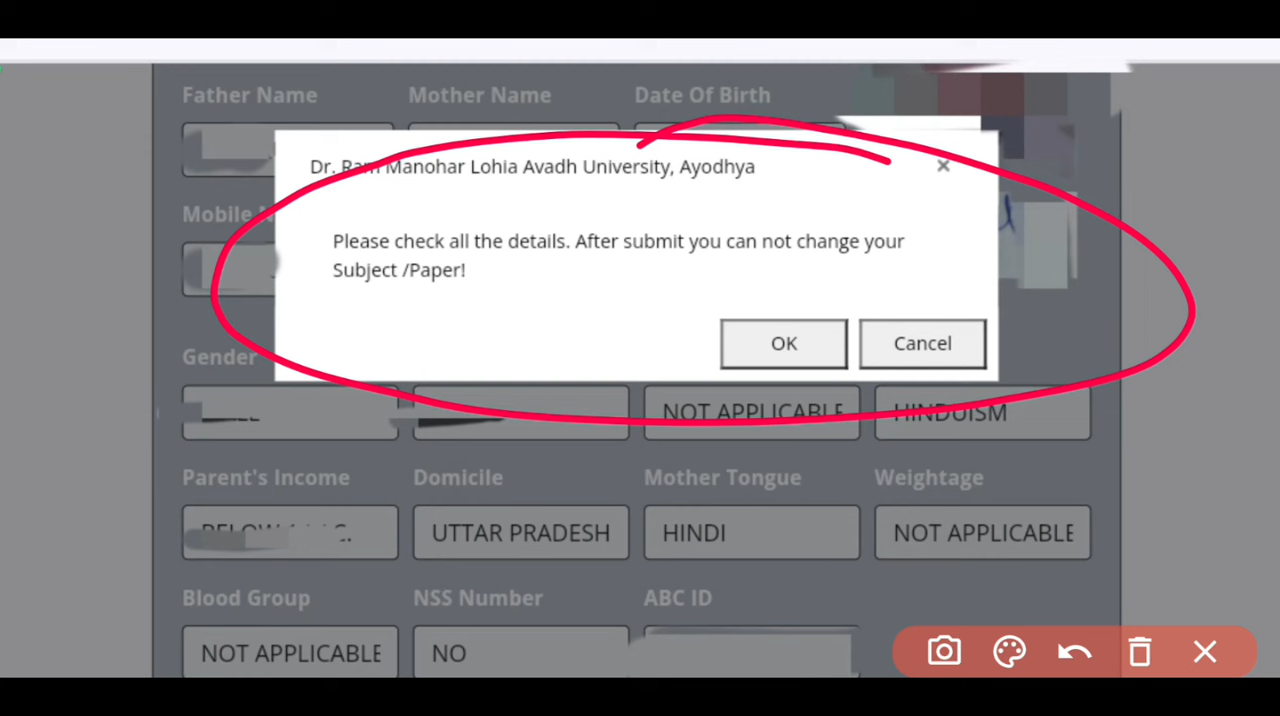 Father Name Mother Name Date Of Birth
Dr. Ram Manohar Lohia Avadh University, Ayodhya
Mobile
Please check all the details. After submit you can not change your
Subject /Paper!
OK Cancel
Gender
NOT APPLICABLE HINDUISM
Parent's Income Domicile Mother Tongue Weightage
UTTAR PRADESH HINDI NOT APPLICABLE
Blood Group NSS Number ABC ID
NOT APPLICABLE NO